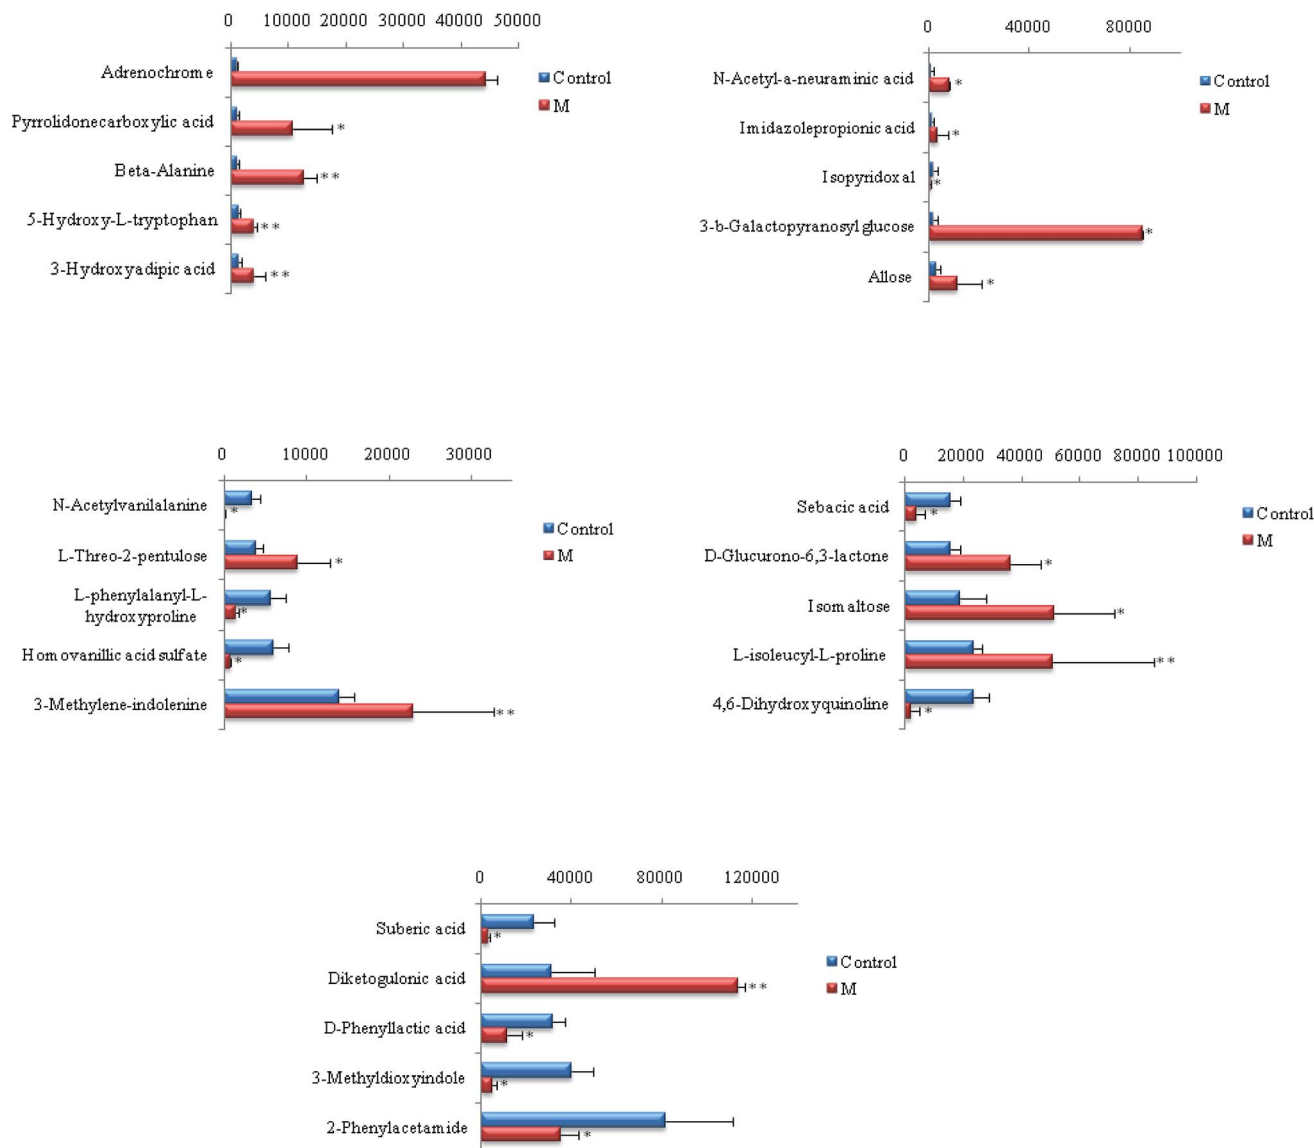 0 10000 20000 30000 40000 50000
Adrenochrome
Pyrrolidonecarboxylic acid
*
Beta-Alanine
**
5-Hydroxy-L-tryptophan
**
3-Hydroxyadipic acid
**
Control
M
0 40000 80000
N-Acetyl-a-neuraminic acid
*
Imidazolepropionic acid
*
Isopyridoxal
*
3-b-Galactopyranosyl glucose
*
Allose
*
Control
M
0 10000 20000 30000
N-Acetylvanilalanine
*
L-Threo-2-pentulose
*
L-phenylalanyl-L-
hydroxyproline
*
Homovanillic acid sulfate
*
3-Methylene-indolenine
**
Control
M
0 20000 40000 60000 80000 100000
Sebacic acid
*
D-Glucurono-6,3-lactone
*
Isomaltose
*
L-isoleucyl-L-proline
**
4,6-Dihydroxyquinoline
*
Control
M
0 40000 80000 120000
Suberic acid
*
Diketogulonic acid
**
D-Phenyllactic acid
*
3-Methyldioxyindole
*
2-Phenylacetamide
*
Control
M